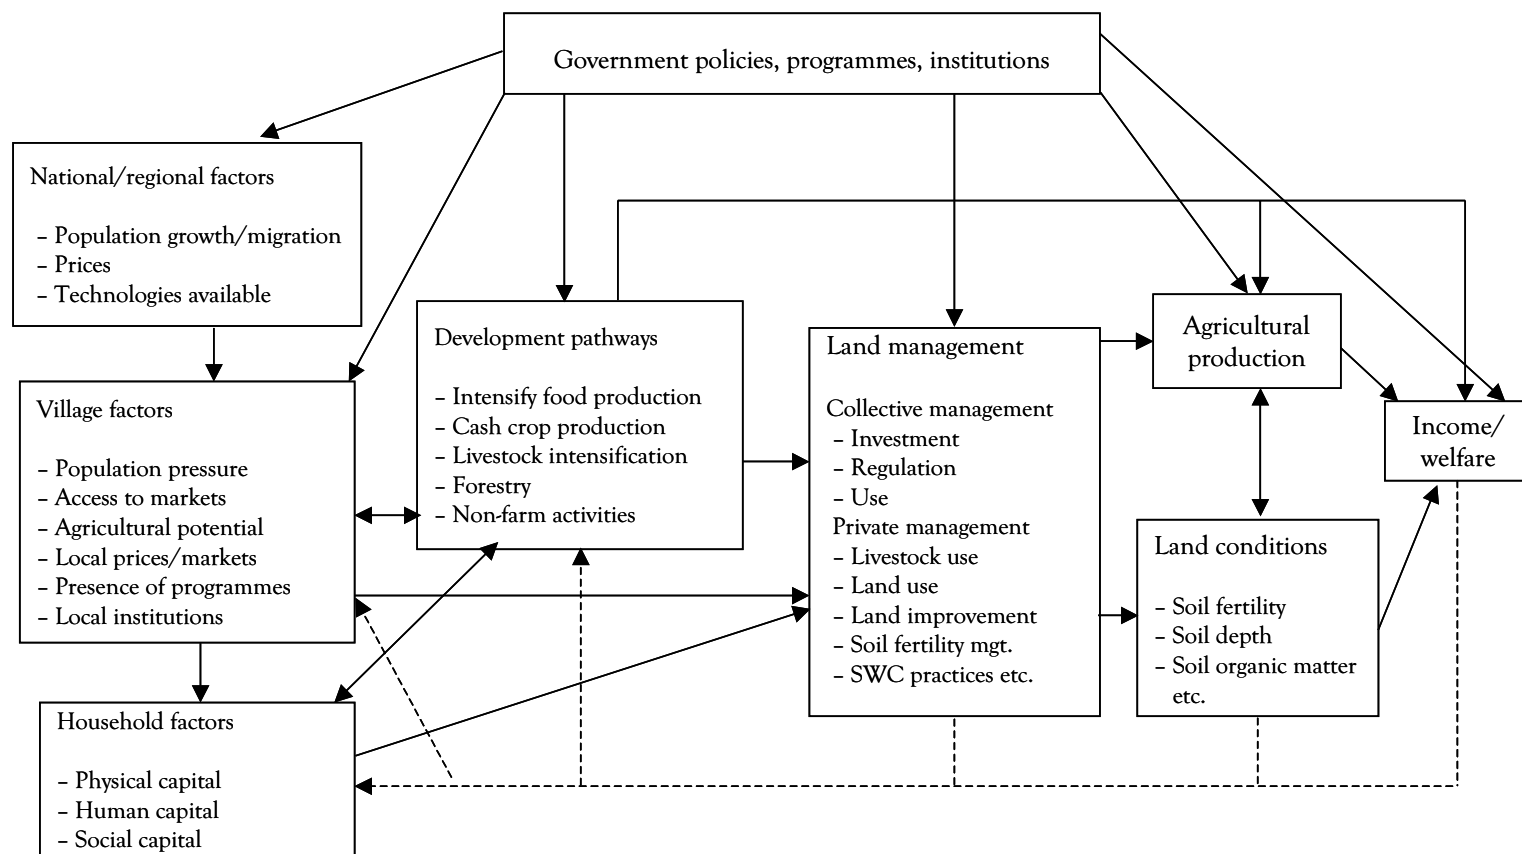 Government policies, programmes, institutions
National/regional factors
– Population growth/migration
– Prices
– Technologies available
Village factors
– Population pressure
– Access to markets
– Agricultural potential
– Local prices/markets
– Presence of programmes
– Local institutions
Household factors
– Physical capital
– Human capital
– Social capital
Development pathways
– Intensify food production
– Cash crop production
– Livestock intensification
– Forestry
– Non-farm activities
Land management
Collective management
– Investment
– Regulation
– Use
Private management
– Livestock use
– Land use
– Land improvement
– Soil fertility mgt.
– SWC practices etc.
Agricultural
production
Land conditions
– Soil fertility
– Soil depth
– Soil organic matter
etc.
Income/
welfare